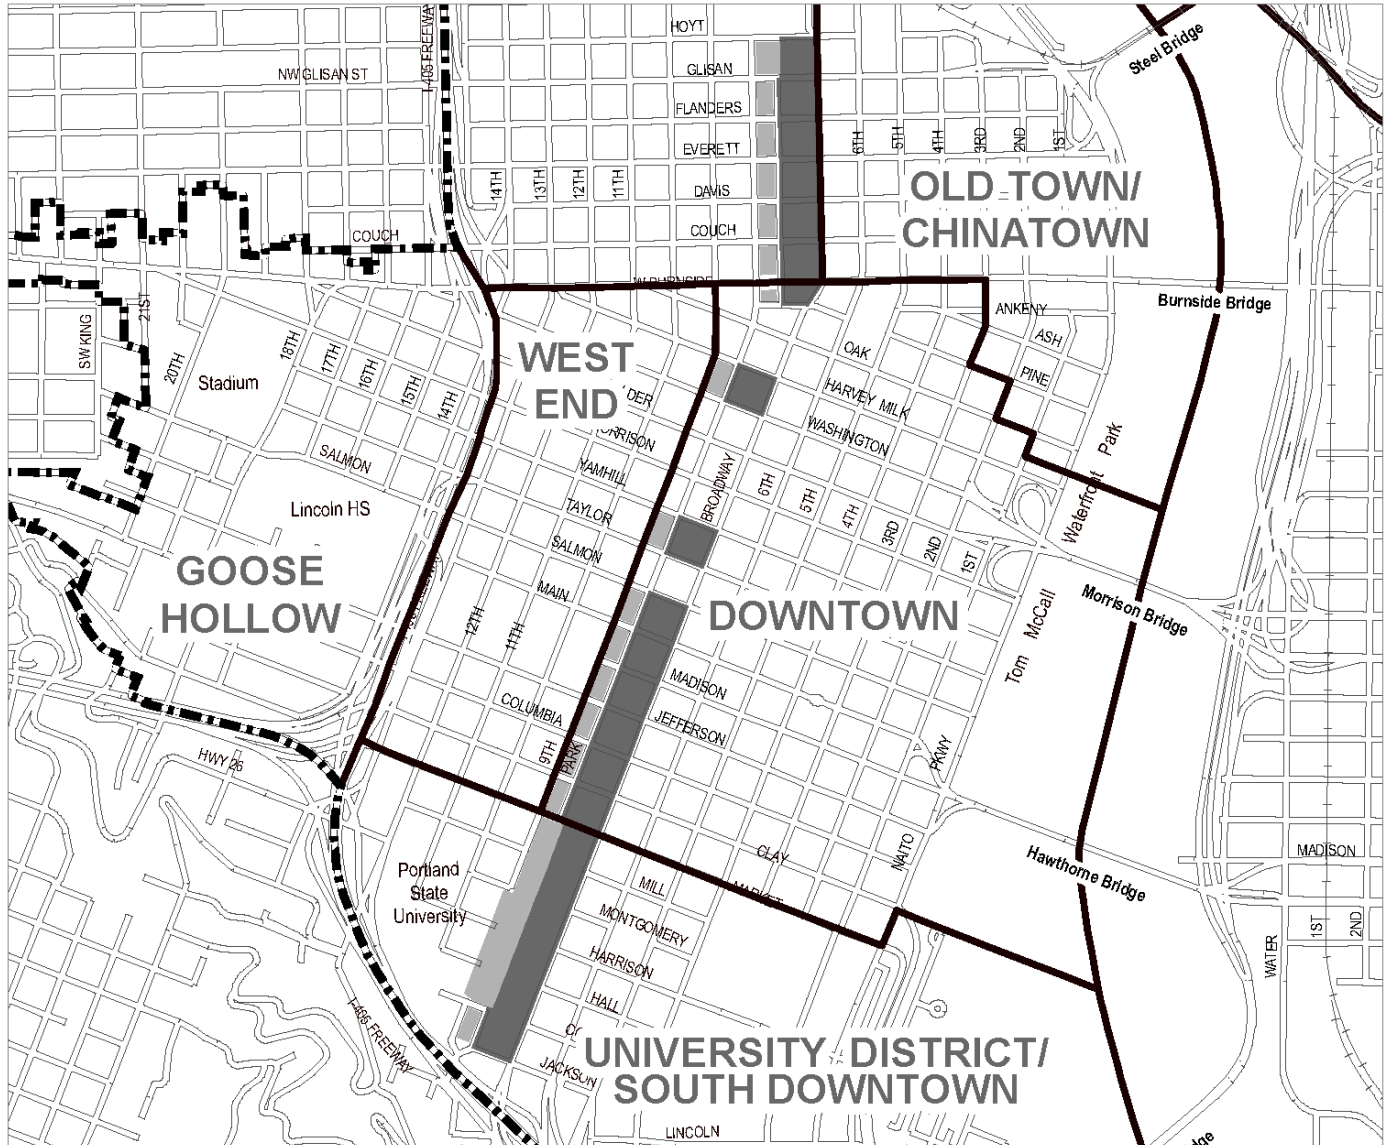 HOYT
I-405 FREEWAY
NW GLISAN ST
GLISAN
Steel Bridge
FLANDERS
EVERETT
6TH
5TH
4TH
3RD
2ND
1ST
14TH
13TH
12TH
11TH
DAVIS
OLD TOWN/
CHINATOWN
COUCH
COUCH
W BURNSIDE
Burnside Bridge
21ST
SW KING
ANKENY
ASH
PINE
OAK
18TH
17TH
16TH
15TH
14TH
20TH
Stadium
WEST
END
HARVEY MILK
WASHINGTON
SALMON
YAMHILL
TAYLOR
SALMON
MAIN
BROADWAY
6TH
5TH
4TH
3RD
2ND
1ST
Waterfront Park
Lincoln HS
GOOSE
HOLLOW
DOWNTOWN
Morrison Bridge
Tom McCall
12TH
11TH
MADISON
JEFFERSON
COLUMBIA
9TH
PARK
HWY 26
PKWY
NAITO
CLAY
MARKET
MADISON
Hawthorne Bridge
Portland
State
University
MILL
MONTGOMERY
HARRISON
HALL
WATER
1ST
2ND
I-405 FREEWAY
JACKSON
UNIVERSITY DISTRICT/
SOUTH DOWNTOWN
LINCOLN